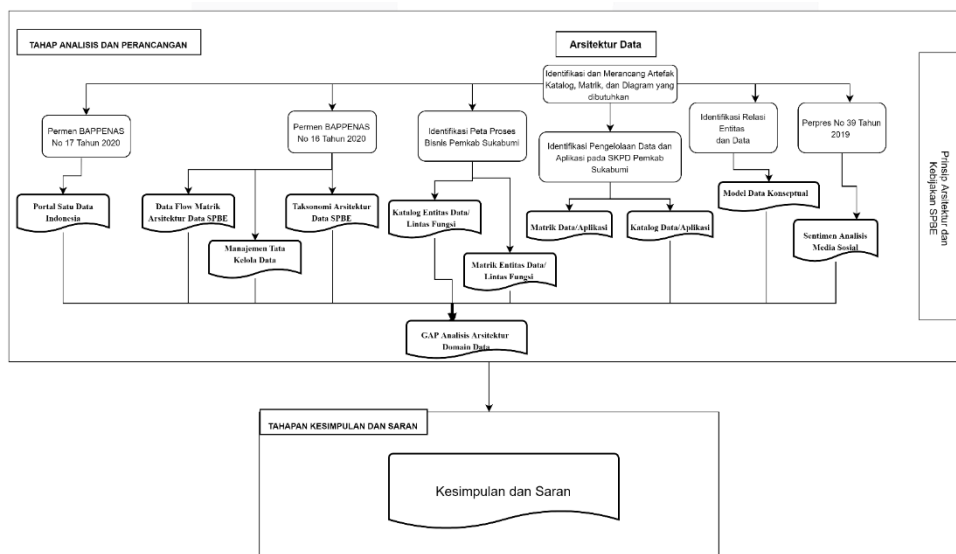 TAHAP ANALISIS DAN PERANCANGAN
Arsitektur Data
Identifikasi dan Merancang Artefak
Katalog, Matrik, dan Diagram yang
dibutuhkan
Permen BAPPENAS
No 17 Tahun 2020
Permen BAPPENAS
No 16 Tahun 2020
Identifikasi Peta Proses
Bisnis Pemkab Sukabumi
Identifikasi Pengelolaan Data dan
Aplikasi pada SKPD Pemkab
Sukabumi
Identifikasi Relasi
Entitas
dan Data
Perpres No 39 Tahun
2019
Prinsip Arsitektur dan
Kebijakan SPBE
Portal Satu Data
Indonesia
Data Flow Matrik
Arsitektur Data SPBE
Manajemen Tata
Kelola Data
Taksonomi Arsitektur
Data SPBE
Katalog Entitas Data/
Lintas Fungsi
Matrik Entitas Data/
Lintas Fungsi
Matrik Data/Aplikasi
Katalog Data/Aplikasi
Model Data Konseptual
Sentimen Analisis
Media Sosial
GAP Analisis Arsitektur
Domain Data
TAHAPAN KESIMPULAN DAN SARAN
Kesimpulan dan Saran